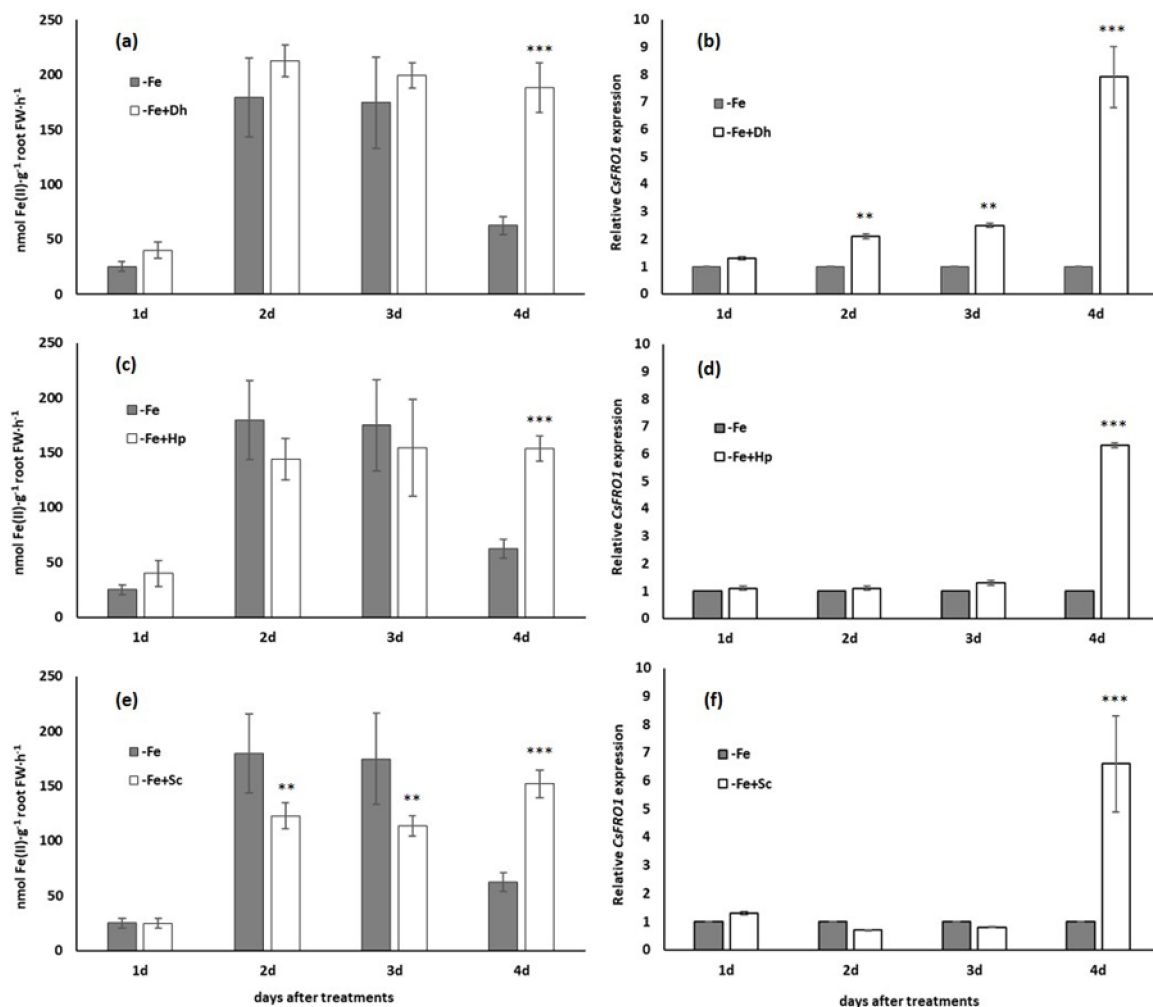 (a)
-Fe
-Fe+Dh
***
250
200
150
100
50
0
nmol Fe(II)·g⁻¹ root FW·h⁻¹
1d 2d 3d 4d
(b)
-Fe
-Fe+Dh
** ** ***
10
9
8
7
6
5
4
3
2
1
0
Relative CsFRO1 expression
1d 2d 3d 4d
(c)
-Fe
-Fe+Hp
***
250
200
150
100
50
0
nmol Fe(II)·g⁻¹ root FW·h⁻¹
1d 2d 3d 4d
(d)
-Fe
-Fe+Hp
***
10
9
8
7
6
5
4
3
2
1
0
Relative CsFRO1 expression
1d 2d 3d 4d
(e)
-Fe
-Fe+Sc
** ** ***
250
200
150
100
50
0
nmol Fe(II)·g⁻¹ root FW·h⁻¹
1d 2d 3d 4d
days after treatments
(f)
-Fe
-Fe+Sc
***
10
9
8
7
6
5
4
3
2
1
0
Relative CsFRO1 expression
1d 2d 3d 4d
days after treatments